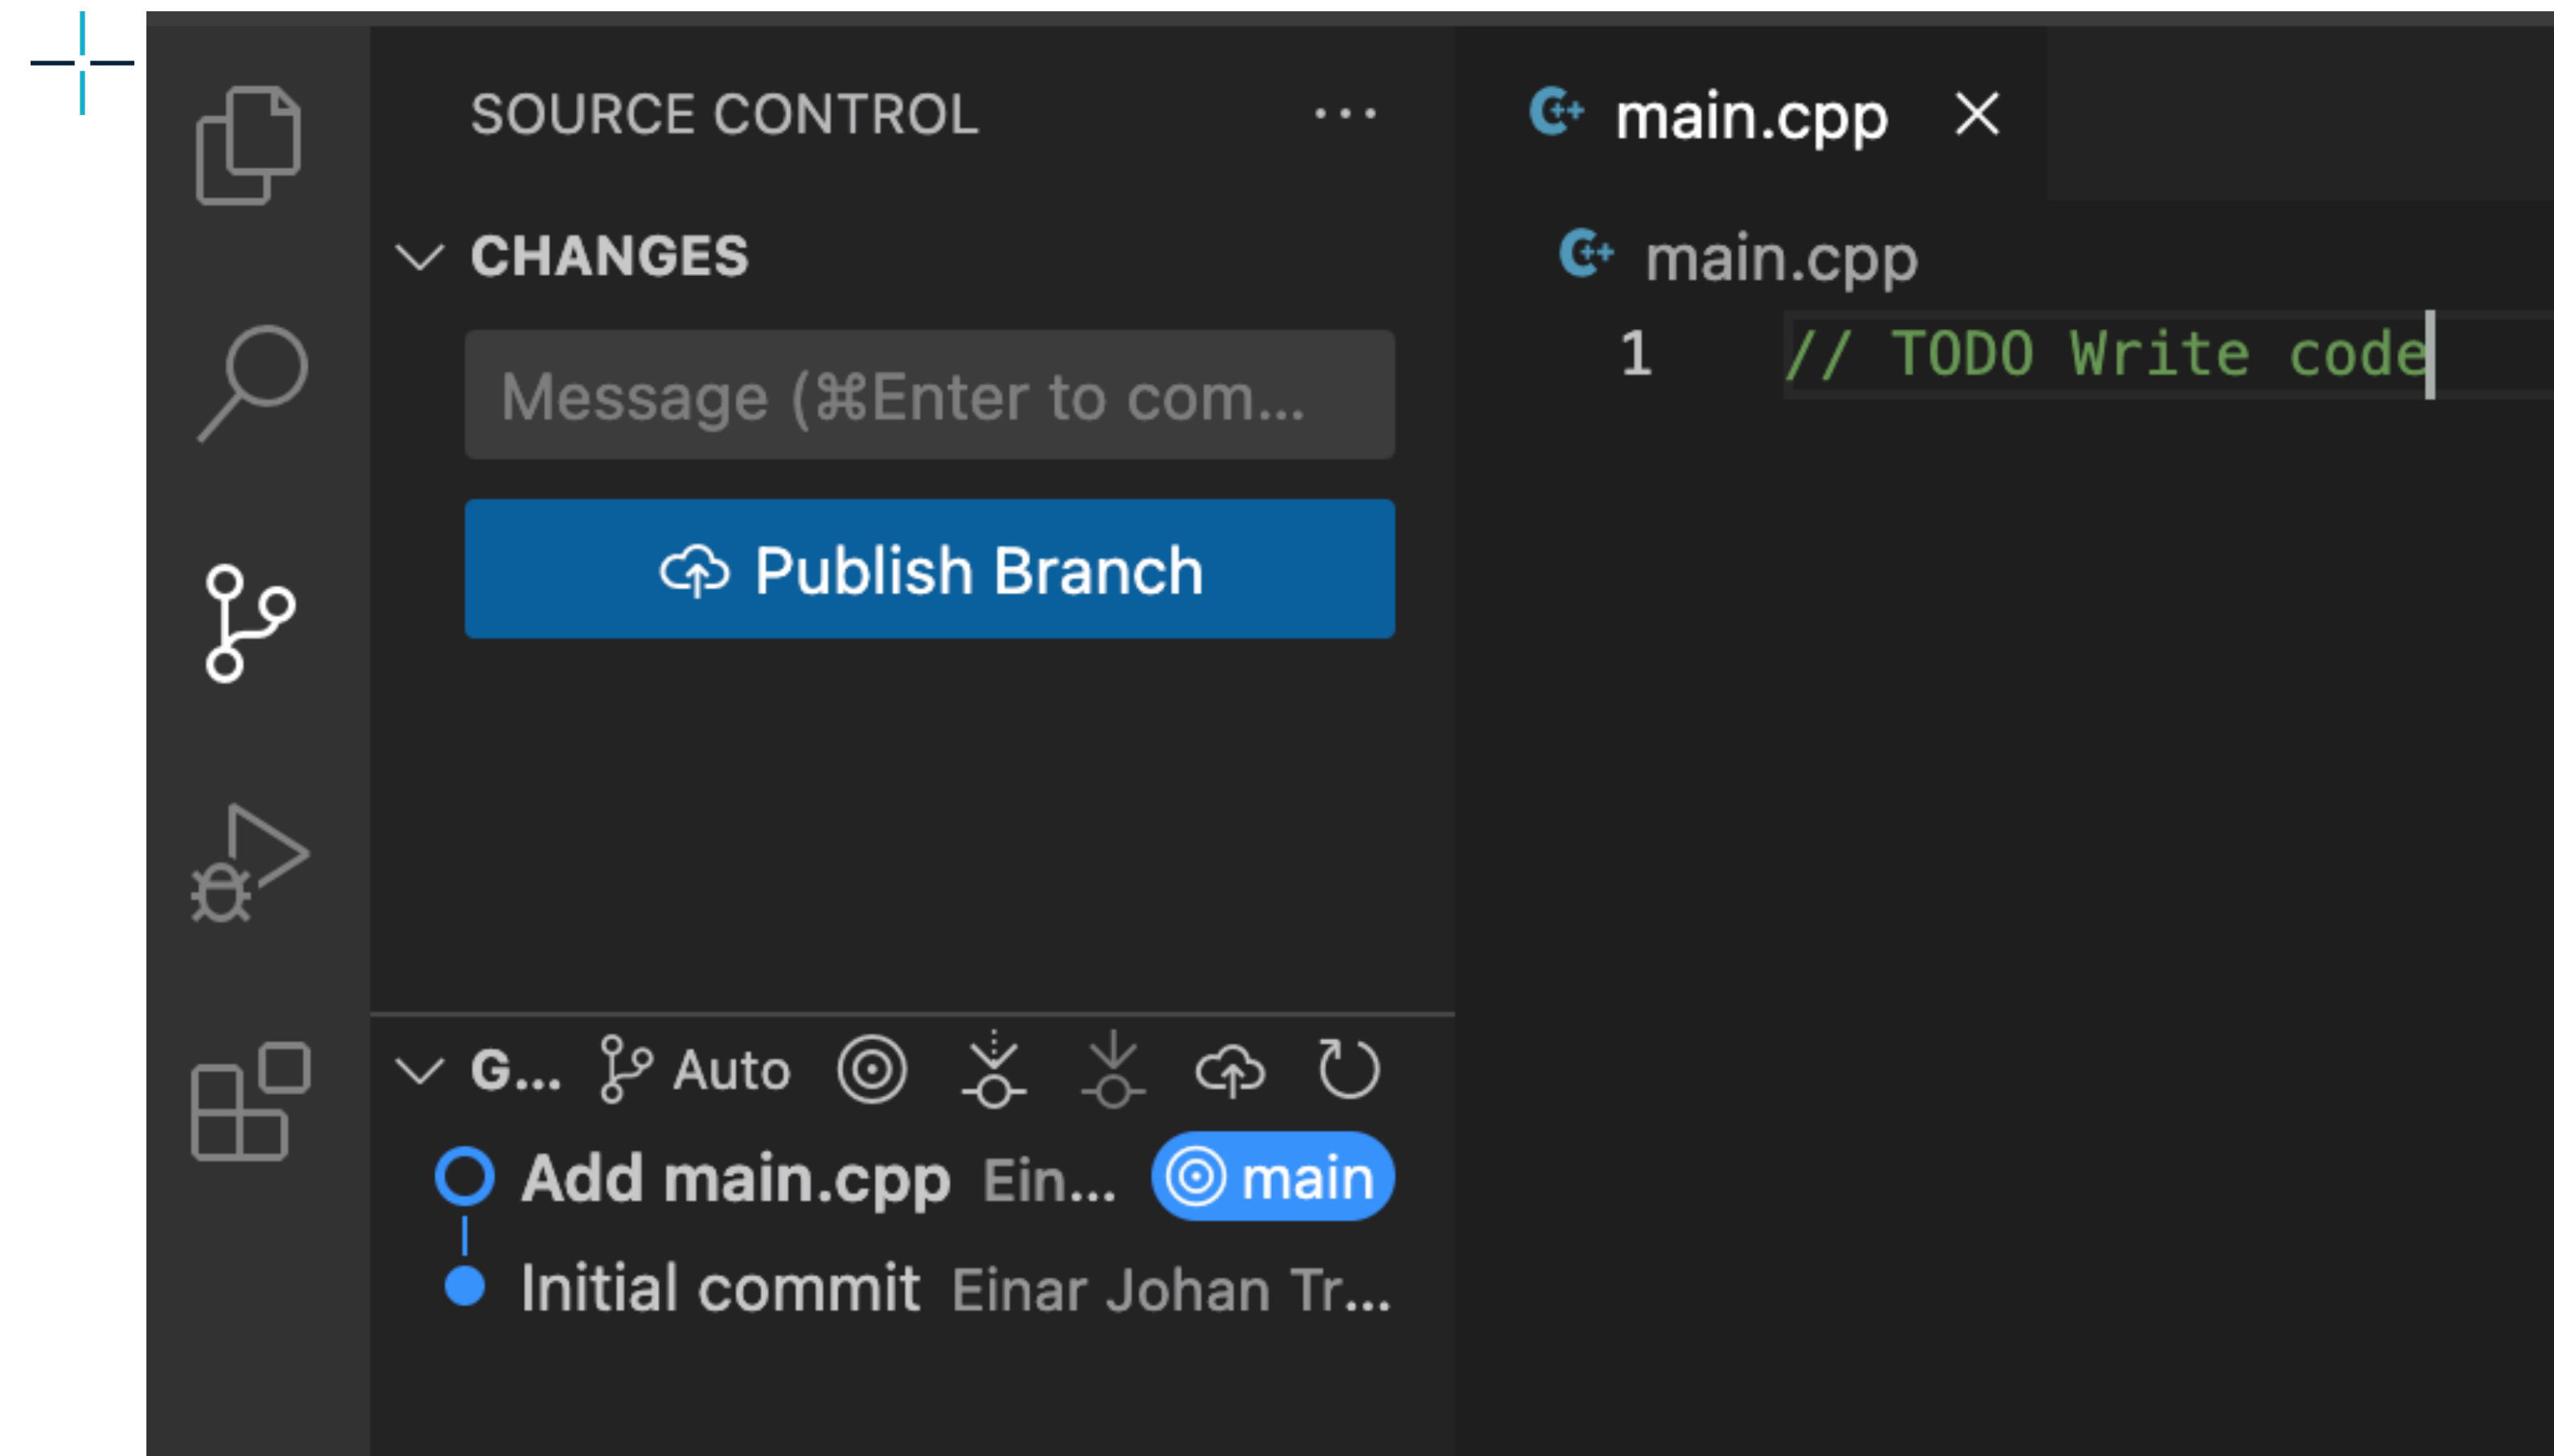 SOURCE CONTROL ...
CHANGES
Message (⌘Enter to com...
Publish Branch
G... Auto
Add main.cpp Ein... main
Initial commit Einar Johan Tr...
main.cpp
main.cpp
1 // TODO Write code